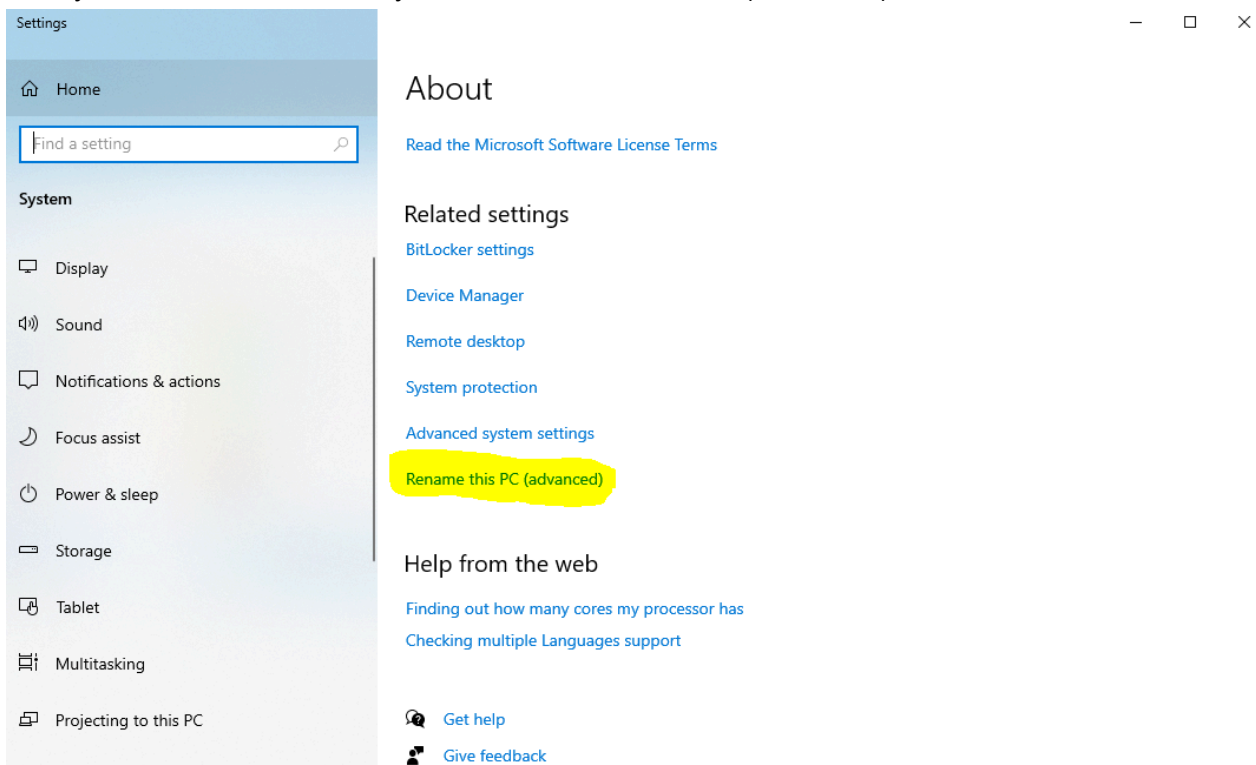 Settings
Home
Find a setting
System
Display
Sound
Notifications & actions
Focus assist
Power & sleep
Storage
Tablet
Multitasking
Projecting to this PC
About
Read the Microsoft Software License Terms
Related settings
BitLocker settings
Device Manager
Remote desktop
System protection
Advanced system settings
Rename this PC (advanced)
Help from the web
Finding out how many cores my processor has
Checking multiple Languages support
Get help
Give feedback